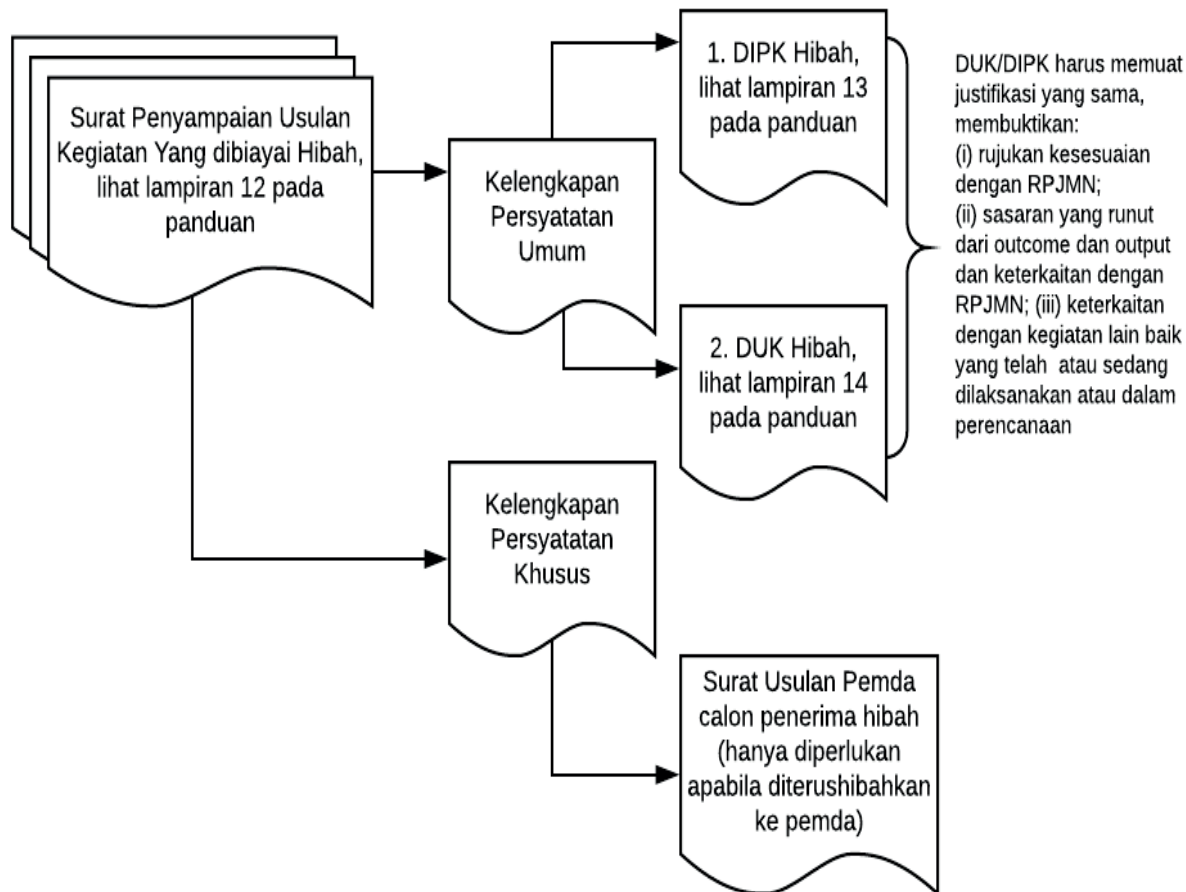 Surat Penyampaian Usulan
Kegiatan Yang dibiayai Hibah,
lihat lampiran 12 pada
panduan
Kelengkapan
Persyatatan
Umum
1. DIPK Hibah,
lihat lampiran 13
pada panduan
2. DUK Hibah,
lihat lampiran 14
pada panduan
DUK/DIPK harus memuat
justifikasi yang sama,
membuktikan:
(i) rujukan kesesuaian
dengan RPJMN;
(ii) sasaran yang runut
dari outcome dan output
dan keterkaitan dengan
RPJMN; (iii) keterkaitan
dengan kegiatan lain baik
yang telah atau sedang
dilaksanakan atau dalam
perencanaan
Kelengkapan
Persyatatan
Khusus
Surat Usulan Pemda
calon penerima hibah
(hanya diperlukan
apabila diterushibahkan
ke pemda)